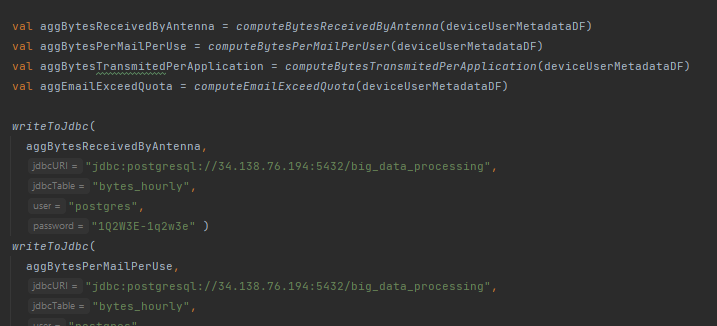 val aggBytesReceivedByAntenna = computeBytesReceivedByAntenna(deviceUserMetadataDF)
val aggBytesPerMailPerUse = computeBytesPerMailPerUser(deviceUserMetadataDF)
val aggBytesTransmitedPerApplication = computeBytesTransmitedPerApplication(deviceUserMetadataDF)
val aggEmailExceedQuota = computeEmailExceedQuota(deviceUserMetadataDF)
writeToJdbc(
aggBytesReceivedByAntenna,
jdbcURI = "jdbc:postgresql://34.138.76.194:5432/big_data_processing",
jdbcTable = "bytes_hourly",
user = "postgres",
password = "1Q2W3E-1q2w3e" )
writeToJdbc(
aggBytesPerMailPerUse,
jdbcURI = "jdbc:postgresql://34.138.76.194:5432/big_data_processing",
jdbcTable = "bytes_hourly",
user = "postgres",